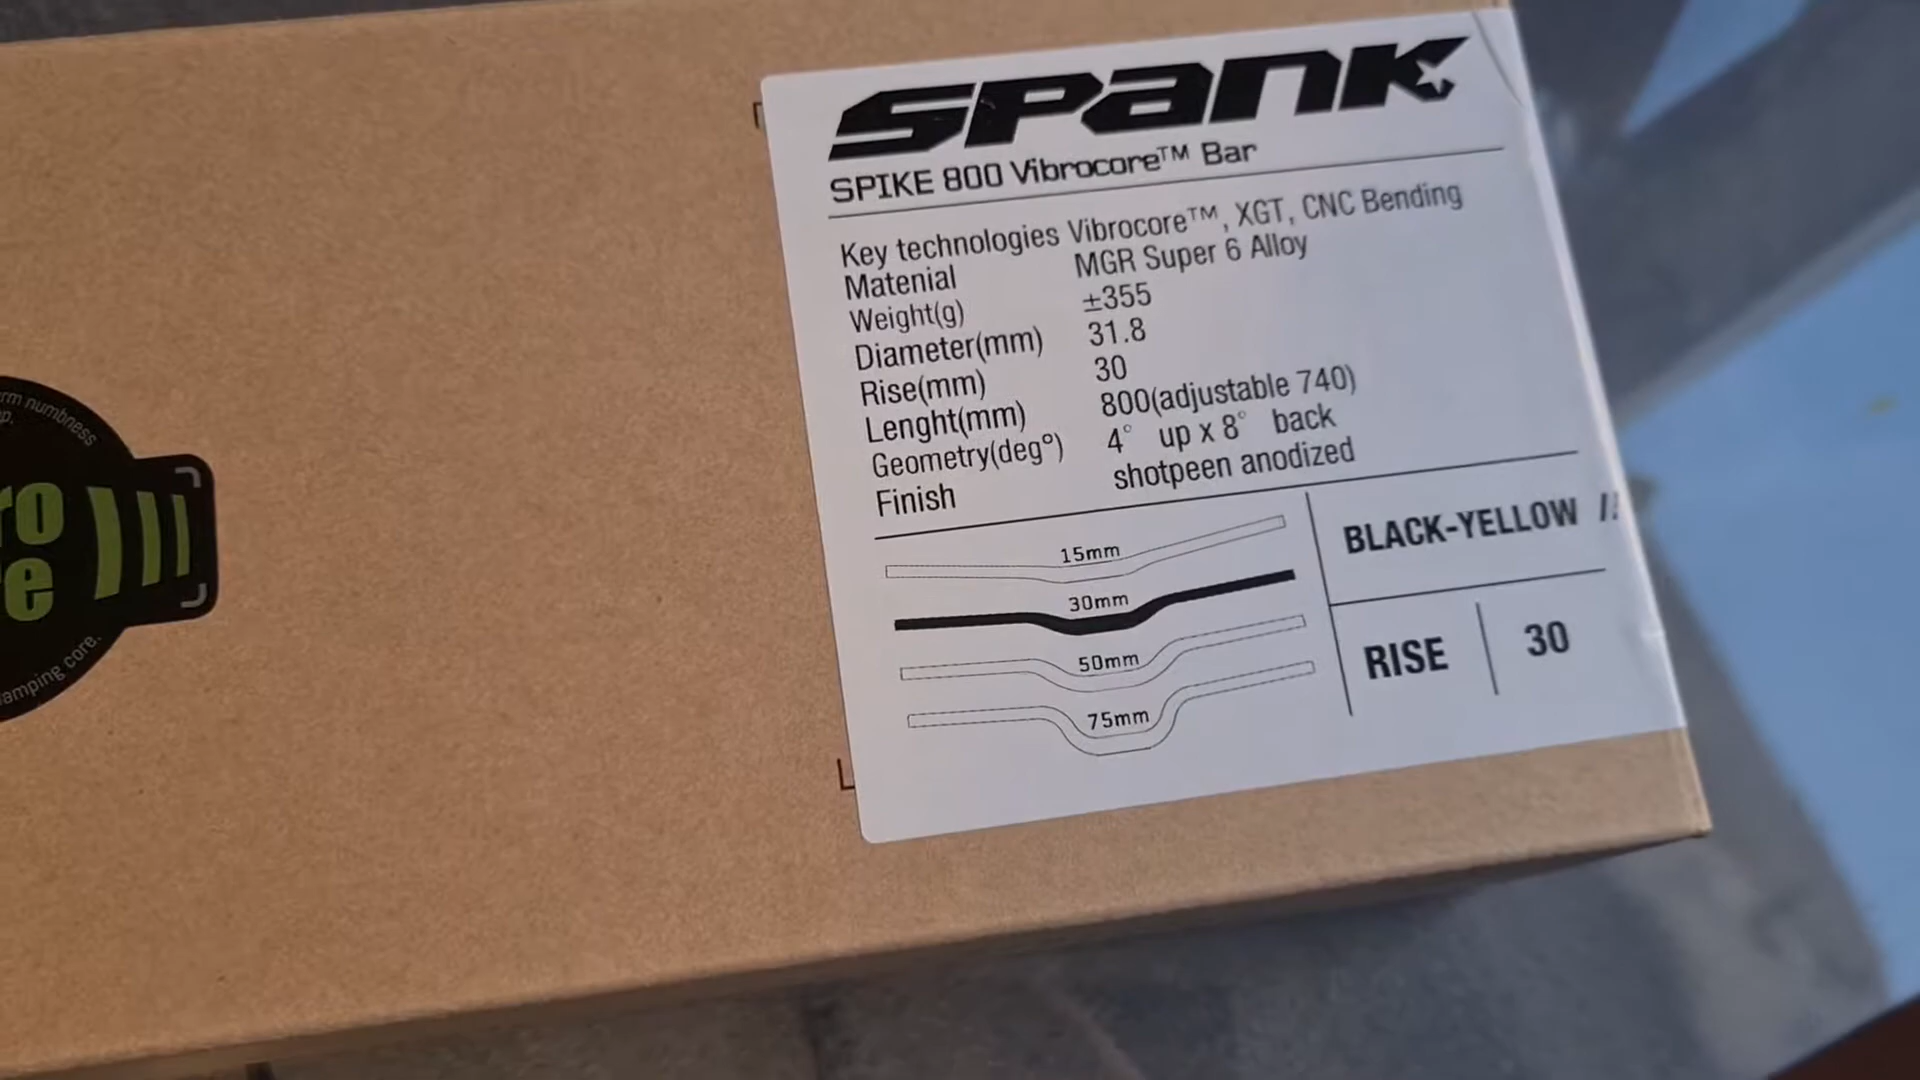 SPANK
SPIKE 800 Vibrocore™ Bar
Key technologies Vibrocore™, XGT, CNC Bending
Matenial MGR Super 6 Alloy
Weight(g) ±355
Diameter(mm) 31.8
Rise(mm) 30
Lenght(mm) 800(adjustable 740)
Geometry(deg°) 4° up x 8° back
Finish shotpeen anodized
15mm
30mm
50mm
75mm
BLACK-YELLOW //
RISE 30
numbness
core.